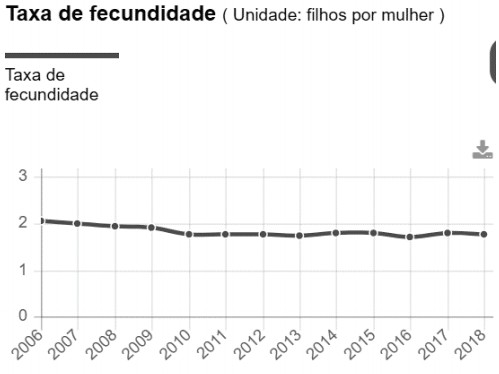 Taxa de fecundidade ( Unidade: filhos por mulher )
Taxa de
fecundidade
3
2
1
0
2006 2007 2008 2009 2010 2011 2012 2013 2014 2015 2016 2017 2018